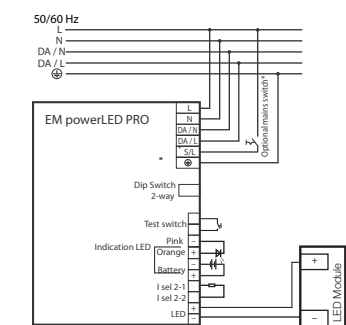 50/60 Hz
L
N
DA / N
DA / L
Optional mains switch*
EM powerLED PRO
L
N
DA / N
DA / L
S/L
Dip Switch
2-way
Test switch
Indication LED
Pink
Orange
Battery
I sel 2-1
I sel 2-2
LED
–
+
–
+
+
–
+
–
LED Module